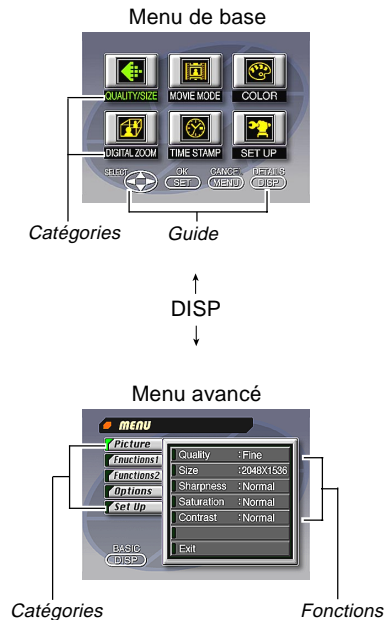 Menu de base
QUALITY/SIZE MOVIE MODE COLOR
DIGITAL ZOOM TIME STAMP SET UP
SELECT OK CANCEL DETAILS
SET MENU DISP
Catégories Guide
DISP
Menu avancé
MENU
Picture
Fnuctions1
Functions2
Options
Set Up
Quality :Fine
Size :2048X1536
Sharpness :Normal
Saturation :Normal
Contrast :Normal
Exit
BASIC
DISP
Catégories Fonctions